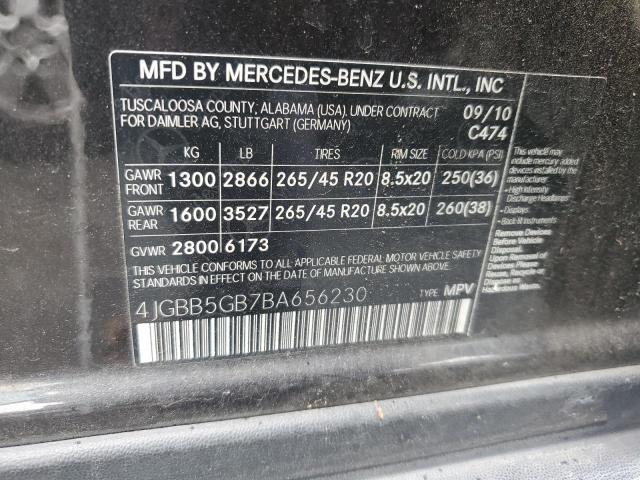 MFD BY MERCEDES-BENZ U.S. INTL., INC
TUSCALOOSA COUNTY, ALABAMA (USA). UNDER CONTRACT
FOR DAIMLER AG, STUTTGART (GERMANY)
09/10
C474
KG LB TIRES RIM SIZE COLD KPA (PSI)
GAWR FRONT 1300 2866 265/45 R20 8.5x20 250(36)
GAWR REAR 1600 3527 265/45 R20 8.5x20 260(38)
GVWR 2800 6173
THIS VEHICLE CONFORMS TO ALL APPLICABLE FEDERAL MOTOR VEHICLE SAFETY
STANDARDS IN EFFECT ON THE DATE OF MANUFACTURE SHOWN ABOVE.
4JGBB5GB7BA656230
TYPE MPV
This vehicle may
include mercury added
devices installed by the
manufacturer:
- High Intensity
Discharge Headlamps
- Displays
- Back lit Instruments
Remove Devices
Before Vehicle
Disposal.
Upon Removal of
Devices Please
Reuse, Recycle
or Dispose as
Hazardous Waste.